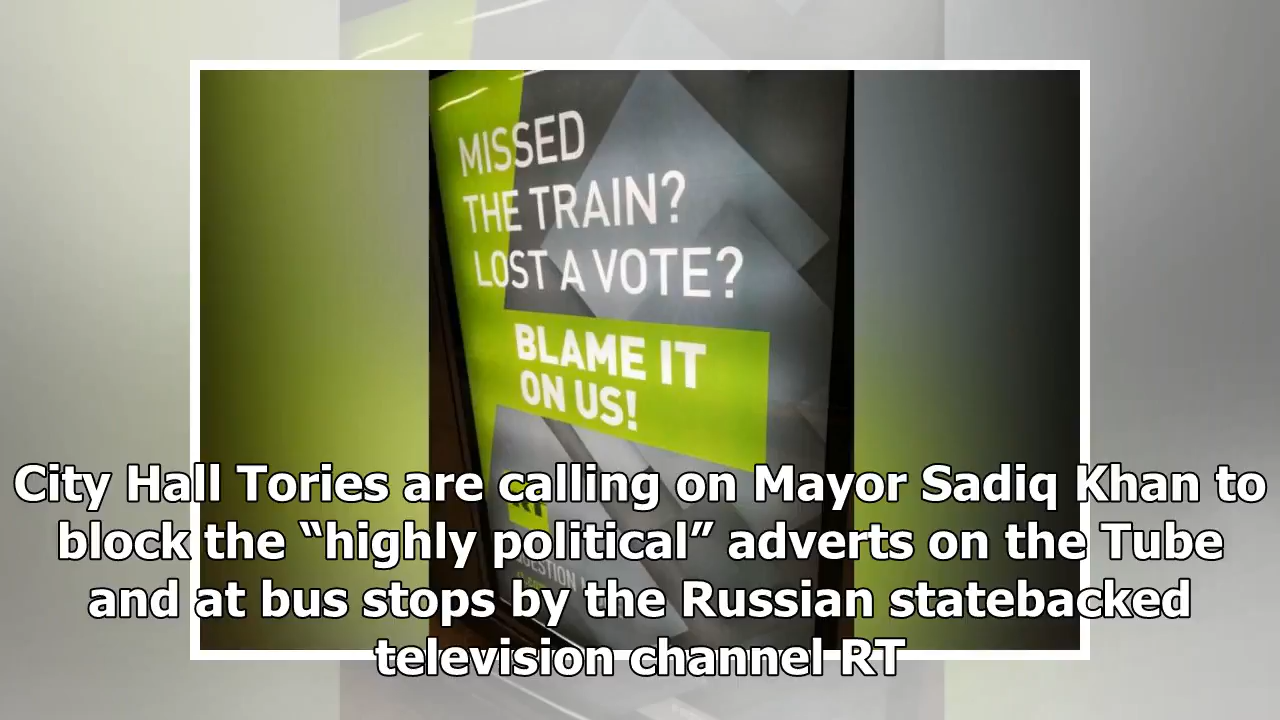 MISSED
THE TRAIN?
LOST A VOTE?
BLAME IT
ON US!
City Hall Tories are calling on Mayor Sadiq Khan to
block the “highly political” adverts on the Tube
and at bus stops by the Russian statebacked
television channel RT